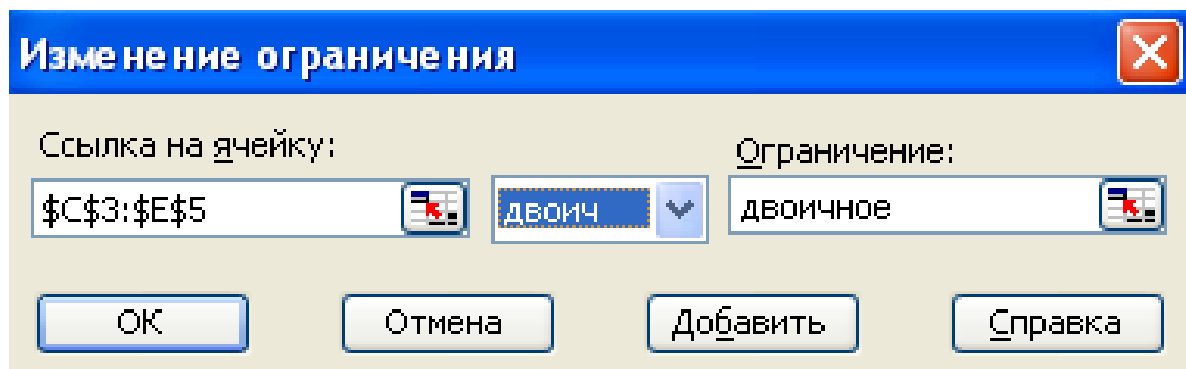 Изменение ограничения
Ссылка на ячейку:
Ограничение:
$C$3:$E$5
двоич
двоичное
ОК
Отмена
Добавить
Справка